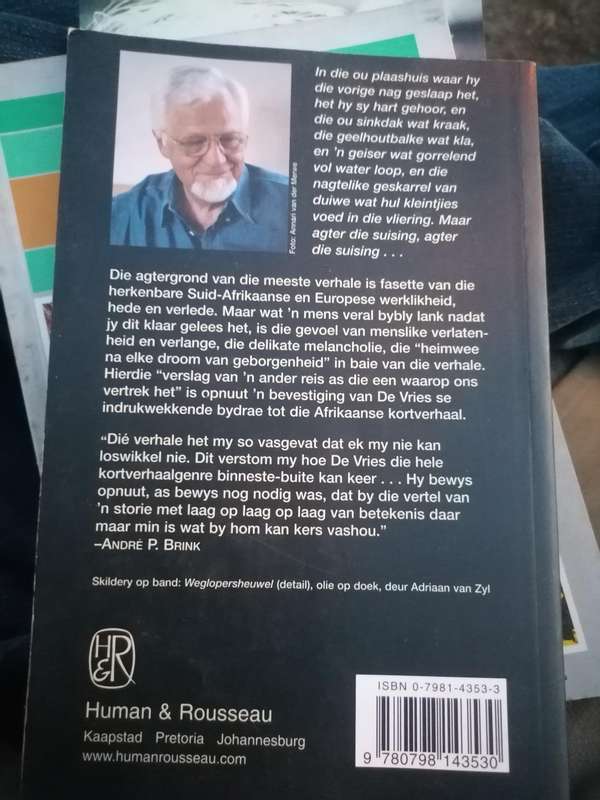 In die ou plaashuis waar hy
die vorige nag geslaap het,
het hy sy hart gehoor, en
die ou sinkdak wat kraak,
die geelhoutbalke wat kla,
en 'n geiser wat gorrelend
vol water loop, en die
nagtelike geskarrel van
duiwe wat hul kleintjies
voed in die vliering. Maar
agter die suising, agter
die suising . . .
Foto: Anmari van der Merwe
Die agtergrond van die meeste verhale is fasette van die
herkenbare Suid-Afrikaanse en Europese werklikheid,
hede en verlede. Maar wat 'n mens veral bybly lank nadat
jy dit klaar gelees het, is die gevoel van menslike verlaten-
heid en verlange, die delikate melancholie, die "heimwee
na elke droom van geborgenheid" in baie van die verhale.
Hierdie "verslag van 'n ander reis as die een waarop ons
vertrek het" is opnuut 'n bevestiging van De Vries se
indrukwekkende bydrae tot die Afrikaanse kortverhaal.
"Dié verhale het my so vasgevat dat ek my nie kan
loswikkel nie. Dit verstom my hoe De Vries die hele
kortverhaalgenre binneste-buite kan keer . . . Hy bewys
opnuut, as bewys nog nodig was, dat by die vertel van
'n storie met laag op laag op laag van betekenis daar
maar min is wat by hom kan kers vashou."
–ANDRÉ P. BRINK
Skildery op band: Weglopersheuwel (detail), olie op doek, deur Adriaan van Zyl
H&R
Human & Rousseau
Kaapstad Pretoria Johannesburg
www.humanrousseau.com
ISBN 0-7981-4353-3
9 780798 143530